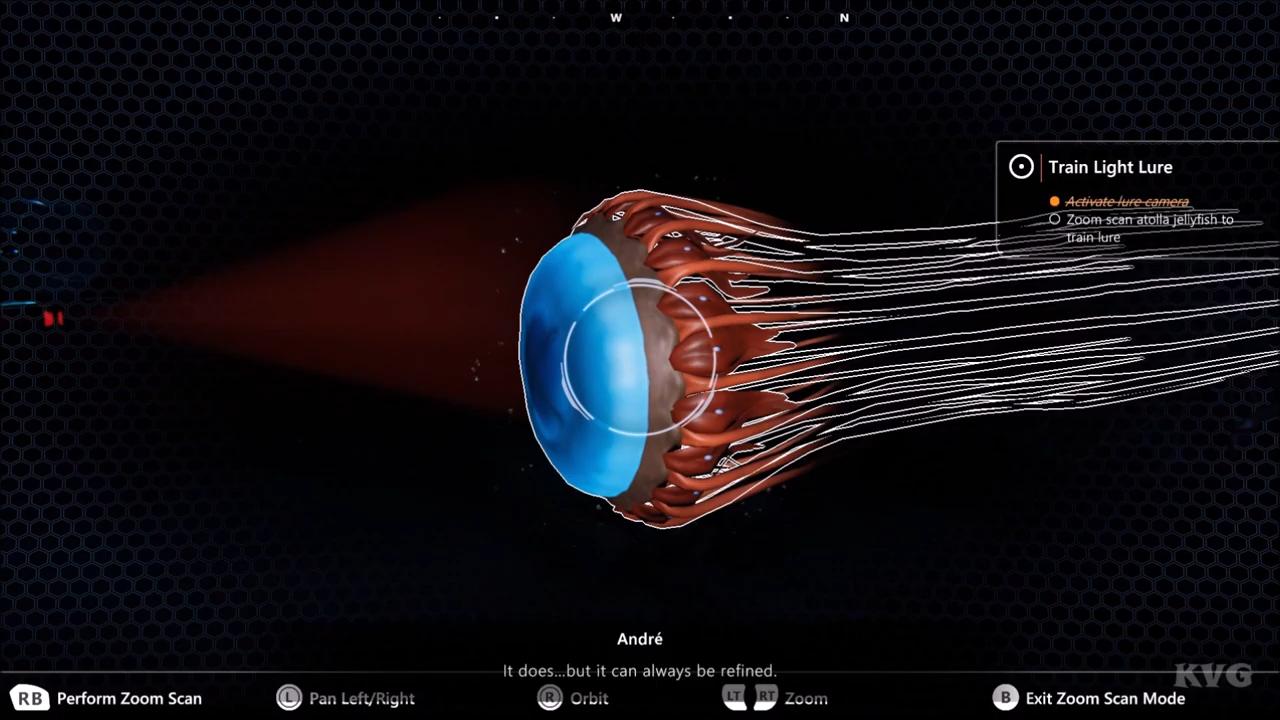 W N
Train Light Lure
Activate lure camera
Zoom scan atolla jellyfish to
train lure
André
It does...but it can always be refined.
RB Perform Zoom Scan L Pan Left/Right R Orbit LT RT Zoom B Exit Zoom Scan Mode
KVG